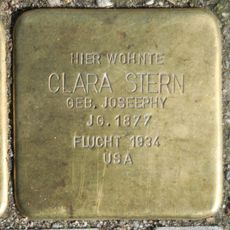 HIER WOHNTE
CLARA STERN
GEB. JOSEEPHY
JG. 1877
FLUCHT 1934
USA